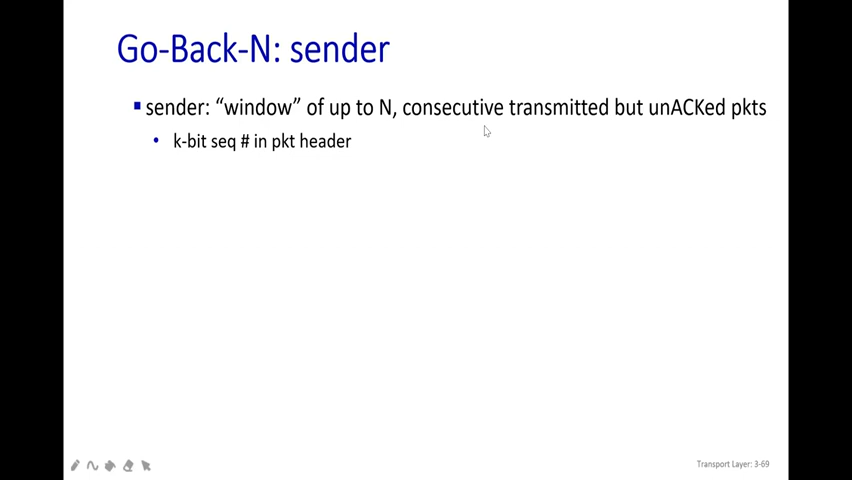 Go-Back-N: sender
sender: “window” of up to N, consecutive transmitted but unACKed pkts
k-bit seq # in pkt header
Transport Layer: 3-69